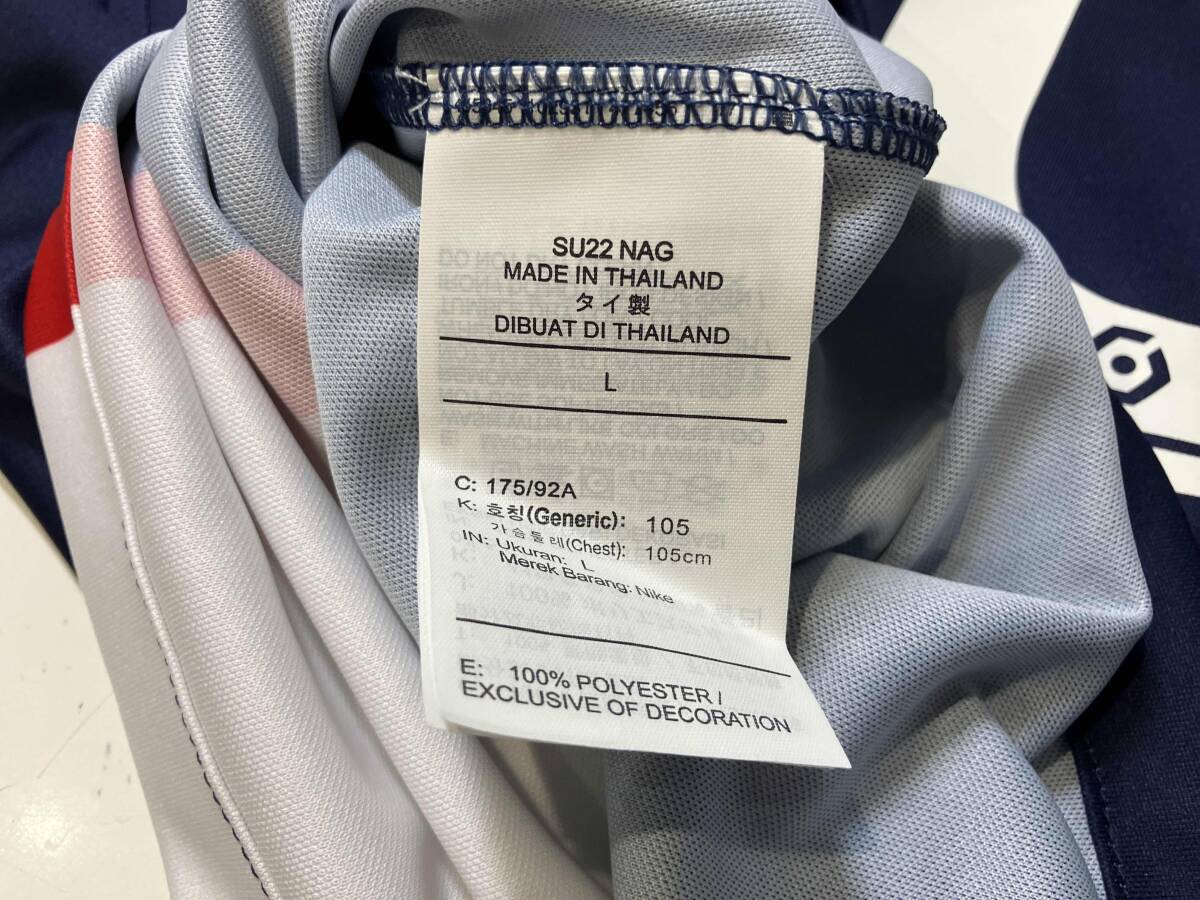 SU22 NAG
MADE IN THAILAND
タイ製
DIBUAT DI THAILAND
L
C: 175/92A
K: 호칭(Generic): 105
가슴둘레(Chest): 105cm
IN: Ukuran: L
Merek Barang: Nike
E: 100% POLYESTER /
EXCLUSIVE OF DECORATION